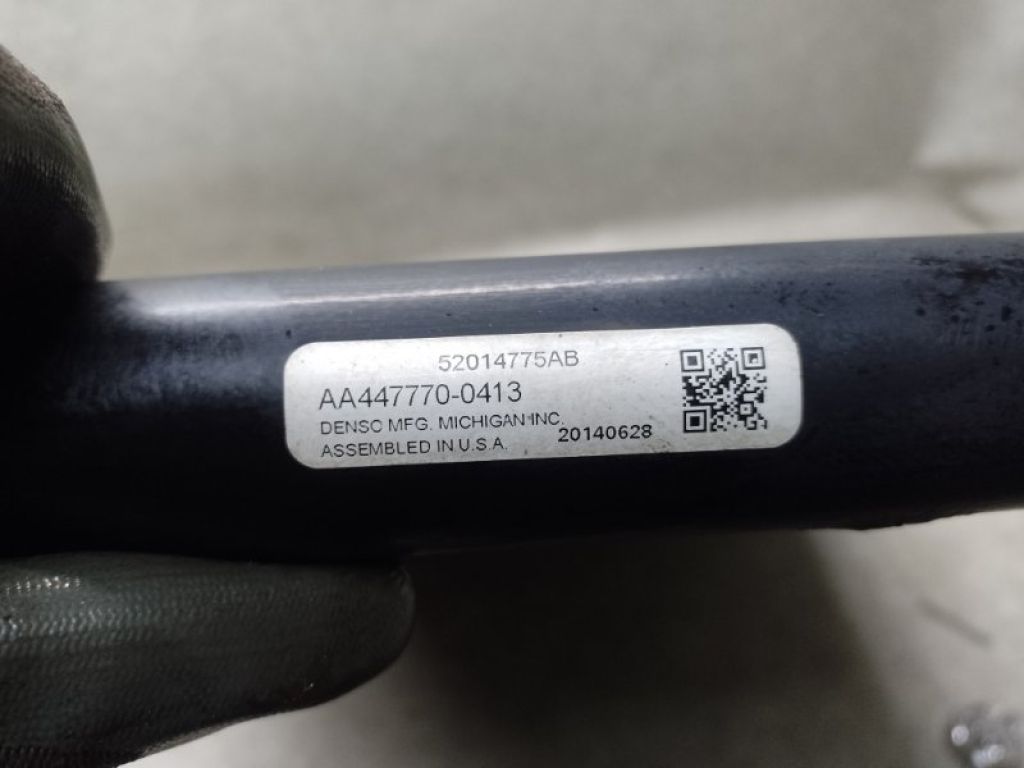 52014775AB
AA447770-0413
DENSO MFG. MICHIGAN INC.
ASSEMBLED IN U.S.A.
20140628